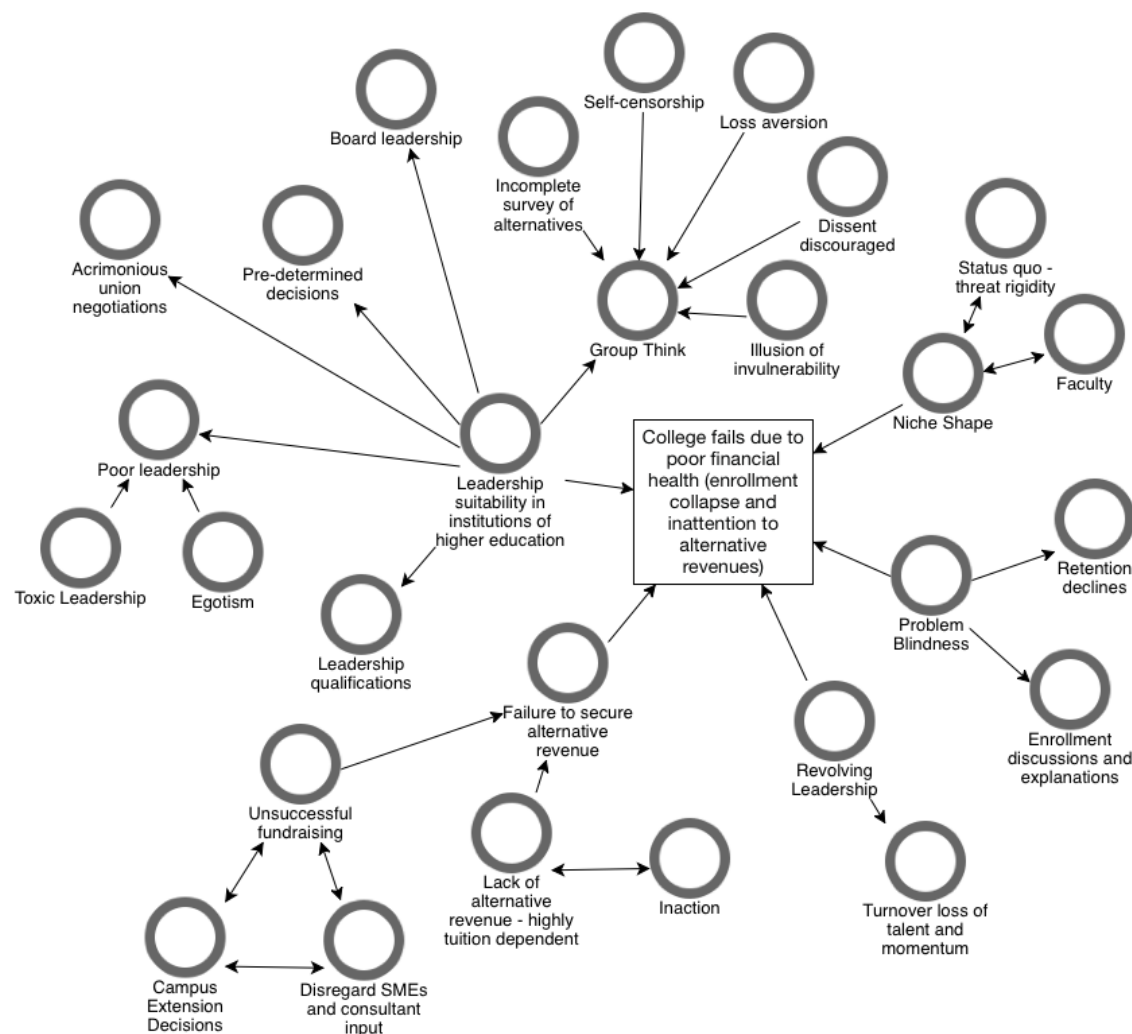 Self-censorship
Loss aversion
Board leadership
Incomplete
survey of
alternatives
Dissent
discouraged
Acrimonious
union
negotiations
Pre-determined
decisions
Status quo -
threat rigidity
Group Think
Illusion of
invulnerability
Faculty
Niche Shape
Poor leadership
Leadership
suitability in
institutions of
higher education
College fails due to
poor financial
health (enrollment
collapse and
inattention to
alternative
revenues)
Toxic Leadership
Egotism
Retention
declines
Problem
Blindness
Leadership
qualifications
Failure to secure
alternative
revenue
Enrollment
discussions and
explanations
Revolving
Leadership
Unsuccessful
fundraising
Lack of
alternative
revenue - highly
tuition dependent
Inaction
Turnover loss of
talent and
momentum
Campus
Extension
Decisions
Disregard SMEs
and consultant
input